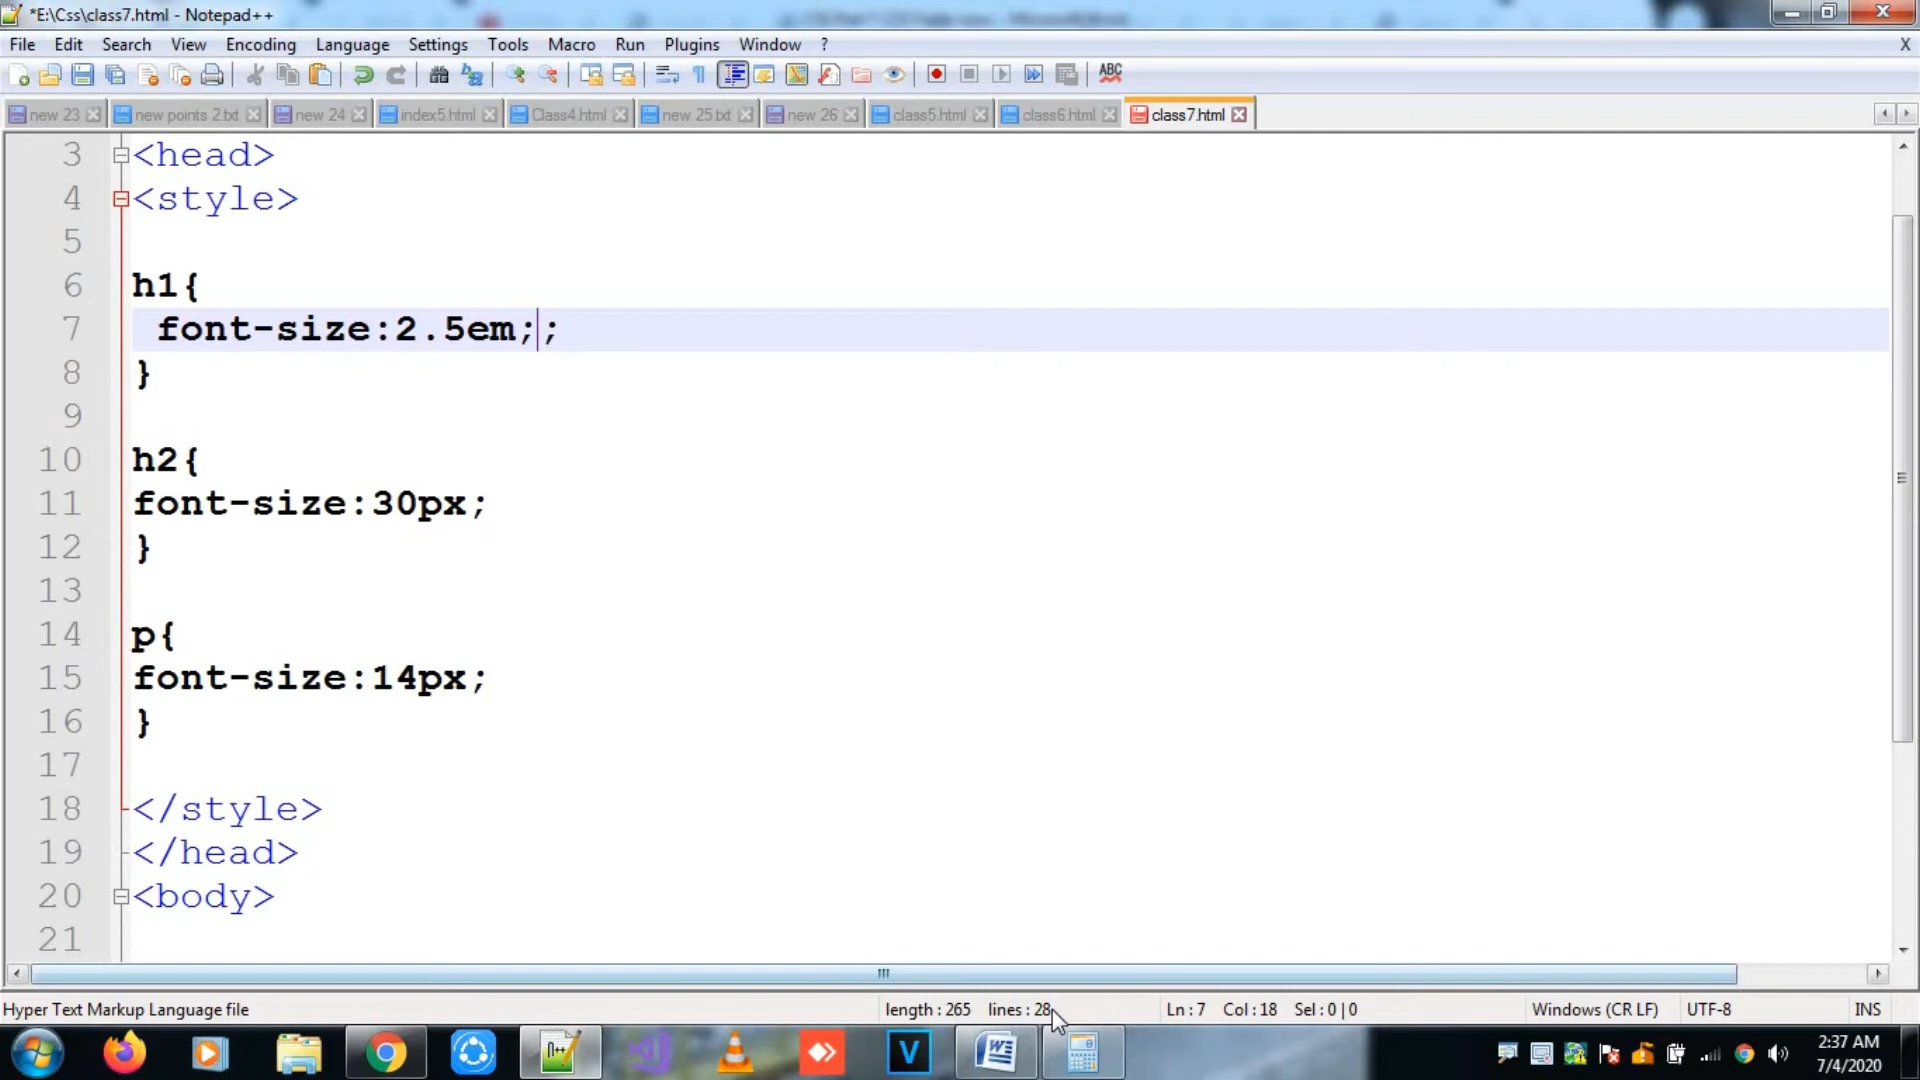 *E:\Css\class7.html - Notepad++
File Edit Search View Encoding Language Settings Tools Macro Run Plugins Window ? X
ABC
new 23 new points 2.txt new 24 index5.html Class4.html new 25.txt new 26 class5.html class6.html class7.html
3 <head>
4 <style>
5
6 h1{
7 font-size:2.5em;;
8 }
9
10 h2{
11 font-size:30px;
12 }
13
14 p{
15 font-size:14px;
16 }
17
18 </style>
19 </head>
20 <body>
21
Hyper Text Markup Language file length : 265 lines : 28 Ln : 7 Col : 18 Sel : 0 | 0 Windows (CR LF) UTF-8 INS
2:37 AM
7/4/2020